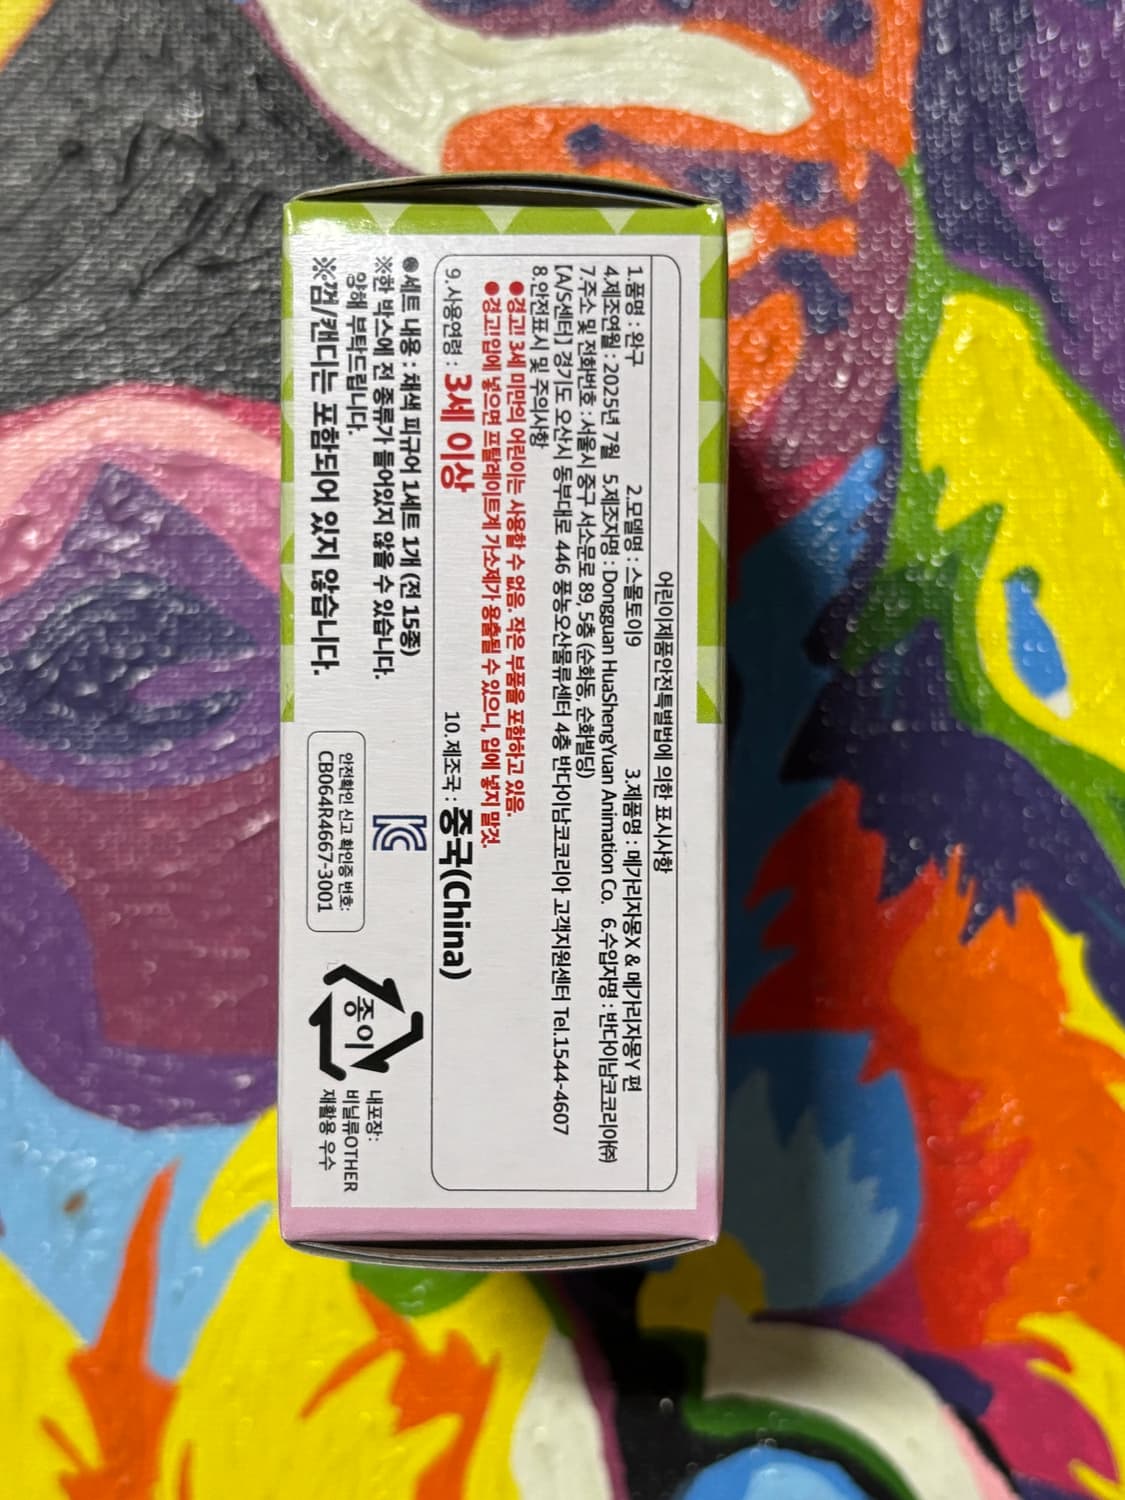 어린이제품안전특별법에 의한 표시사항
1.품명 : 완구 2.모델명 : 스몰토이9 3.제품명 : 메가리자몽X & 메가리자몽Y 편
4.제조연월 : 2025년 7월 5.제조자명 : Dongguan HuaShengYuan Animation Co. 6.수입자명 : 반다이남코코리아㈜
7.주소 및 전화번호 : 서울시 중구 서소문로 89, 5층 (순화동, 순화빌딩)
[A/S센터] 경기도 오산시 동부대로 446 풍농오산물류센터 4층 반다이남코코리아 고객지원센터 Tel.1544-4607
8.안전표시 및 주의사항
●경고! 3세 미만의 어린이는 사용할 수 없음. 작은 부품을 포함하고 있음.
●경고!입에 넣으면 프탈레이트계 가소제가 용출될 수 있으니, 입에 넣지 말것.
9.사용연령 : 3세 이상 10.제조국 : 중국(China)
●세트 내용 : 채색 피규어 1세트 1개 (전 15종)
※한 박스에 전 종류가 들어있지 않을 수 있습니다.
양해 부탁드립니다.
※껌/캔디는 포함되어 있지 않습니다.
안전확인 신고 확인증 번호:
CB064R4667-3001
종이
내포장:
비닐류OTHER
재활용 우수